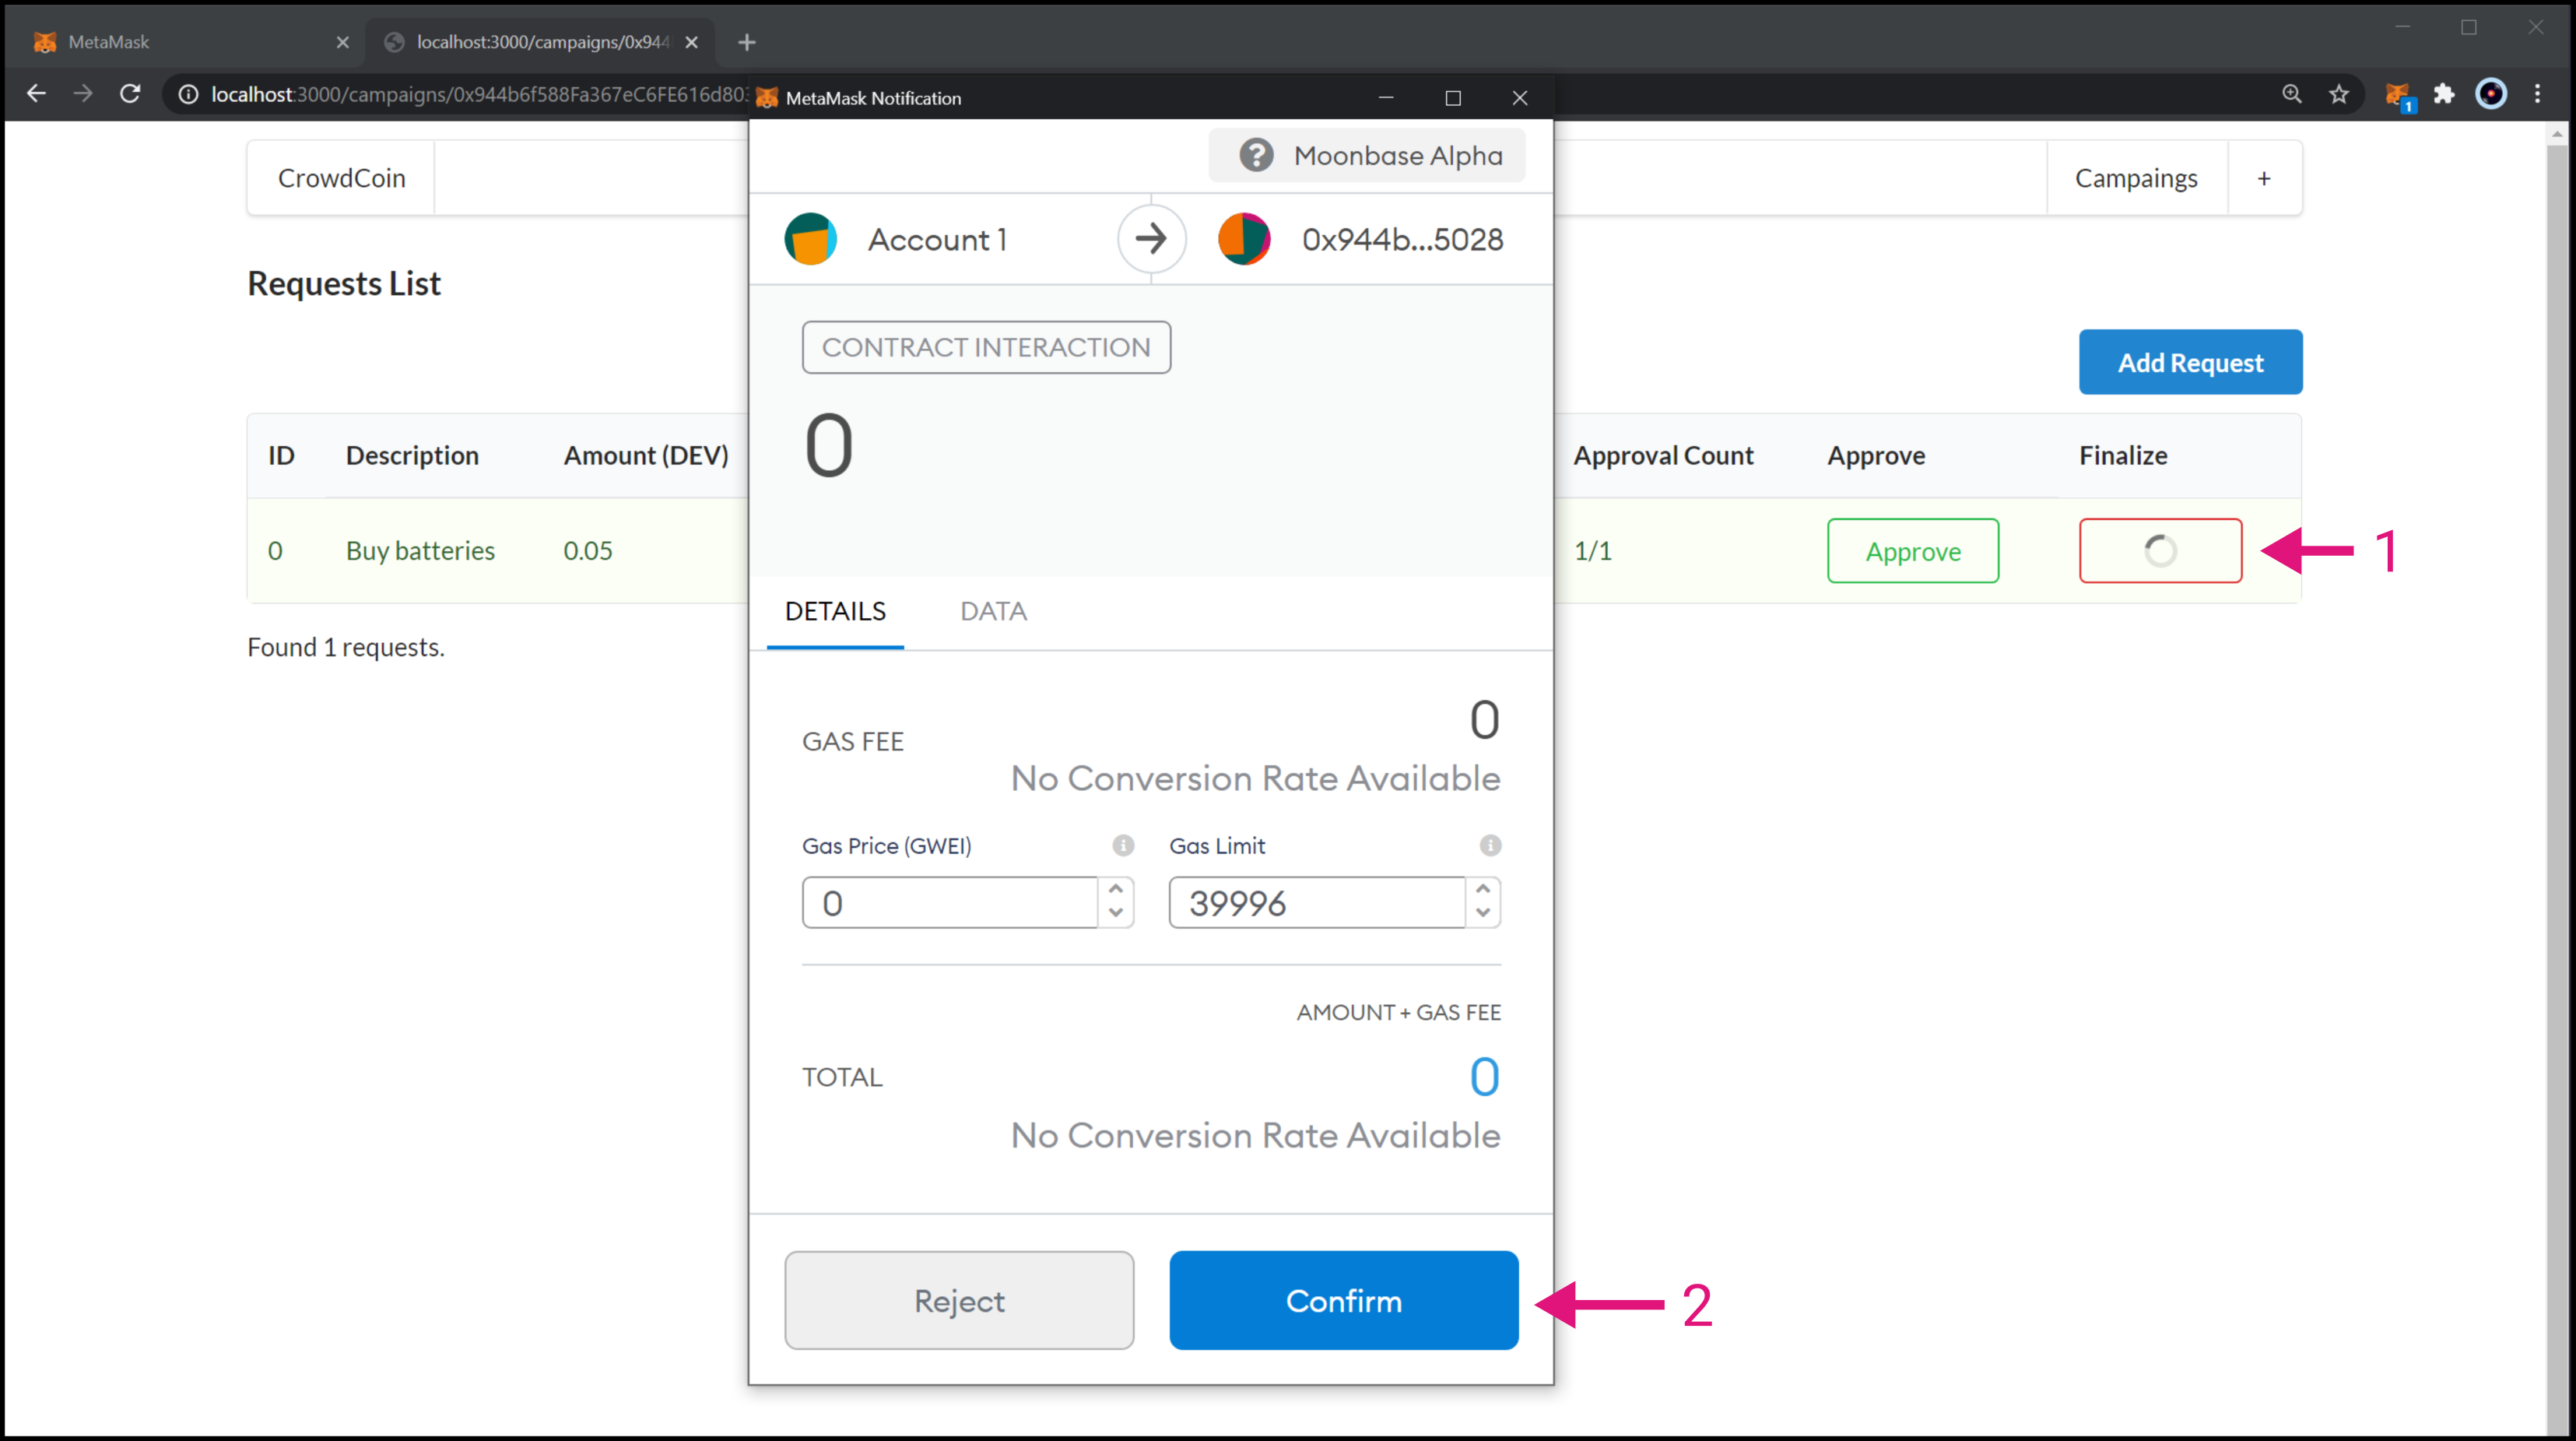 MetaMask
localhost:3000/campaigns/0x944
localhost:3000/campaigns/0x944b6f588Fa367eC6FE616d803
1
MetaMask Notification
Moonbase Alpha
CrowdCoin
Campaings +
Account 1
0x944b...5028
Requests List
CONTRACT INTERACTION
Add Request
0
ID Description Amount (DEV)
Approval Count Approve Finalize
0 Buy batteries 0.05
1/1 Approve
1
DETAILS DATA
Found 1 requests.
GAS FEE
0
No Conversion Rate Available
Gas Price (GWEI)
Gas Limit
0
39996
AMOUNT + GAS FEE
TOTAL
0
No Conversion Rate Available
Reject
Confirm
2